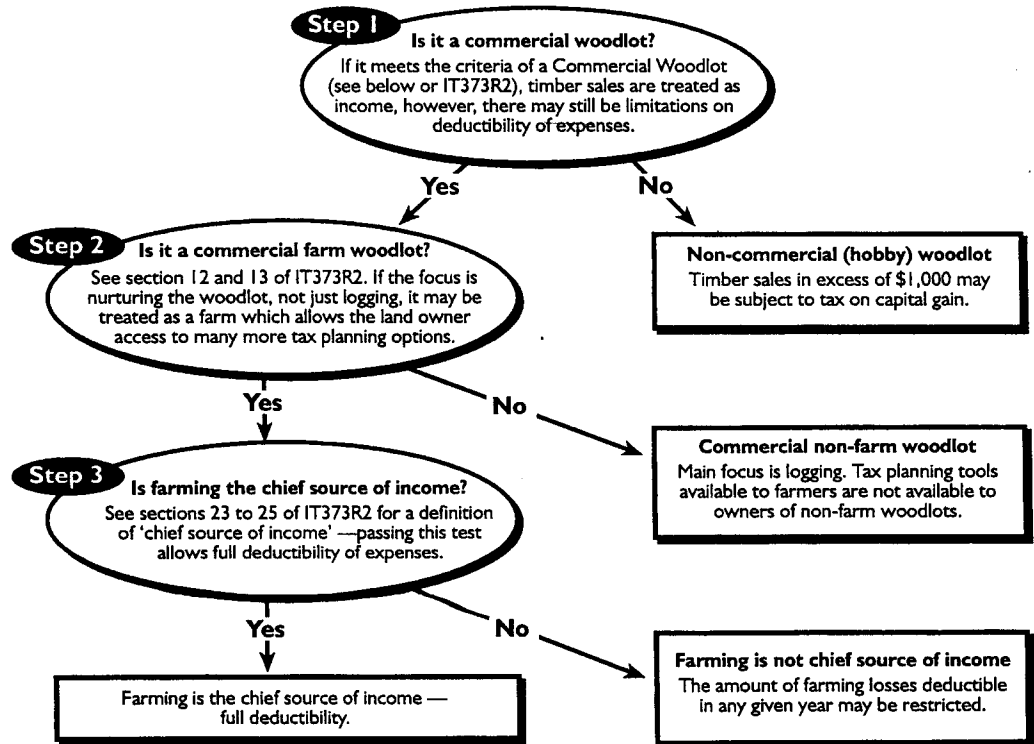 Step 1
Is it a commercial woodlot?
If it meets the criteria of a Commercial Woodlot
(see below or IT373R2), timber sales are treated as
income, however, there may still be limitations on
deductibility of expenses.
Yes
No
Step 2
Is it a commercial farm woodlot?
See section 12 and 13 of IT373R2. If the focus is
nurturing the woodlot, not just logging, it may be
treated as a farm which allows the land owner
access to many more tax planning options.
Non-commercial (hobby) woodlot
Timber sales in excess of $1,000 may
be subject to tax on capital gain.
Yes
No
Step 3
Is farming the chief source of income?
See sections 23 to 25 of IT373R2 for a definition
of 'chief source of income' —passing this test
allows full deductibility of expenses.
Commercial non-farm woodlot
Main focus is logging. Tax planning tools
available to farmers are not available to
owners of non-farm woodlots.
Yes
No
Farming is the chief source of income —
full deductibility.
Farming is not chief source of income
The amount of farming losses deductible
in any given year may be restricted.